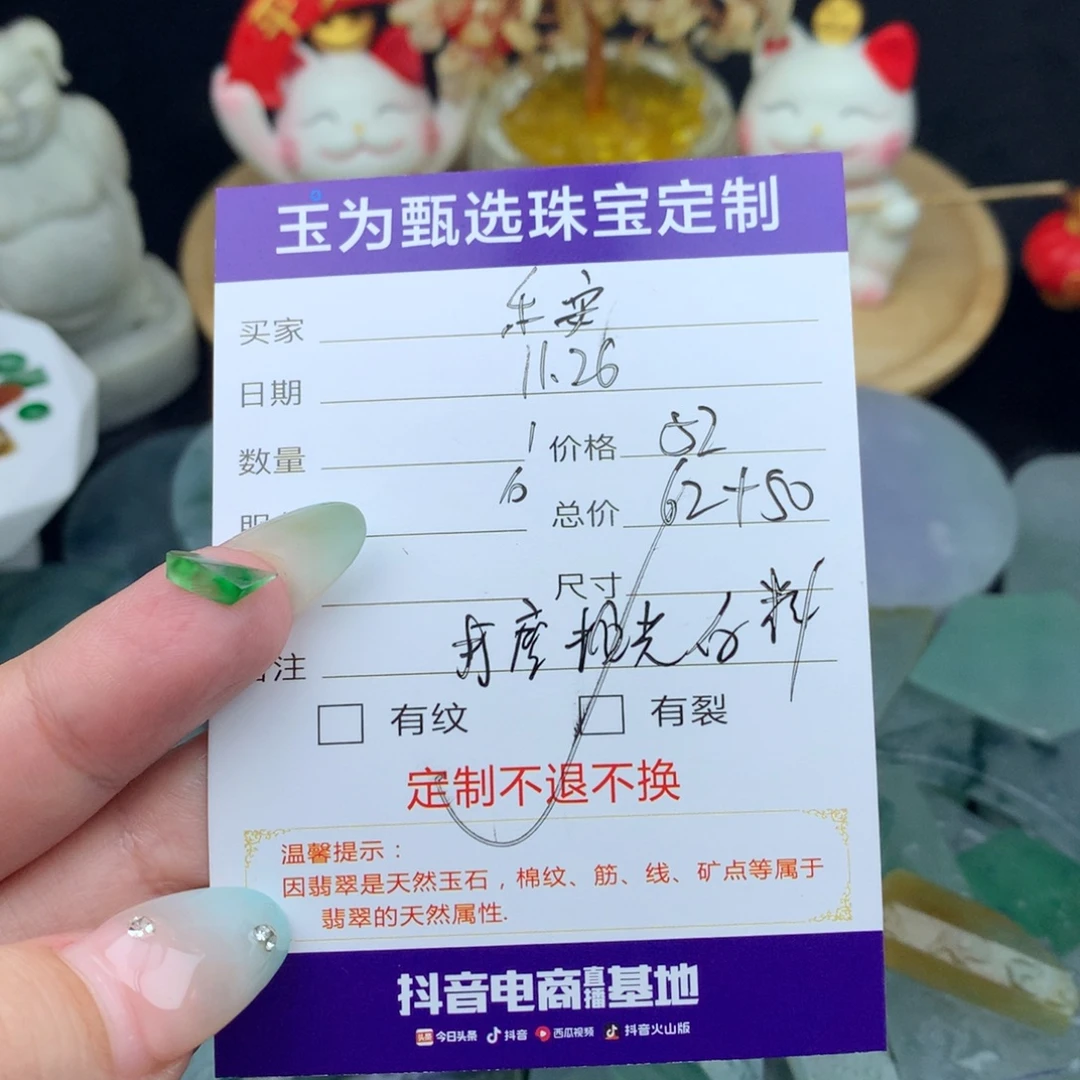 玉为甄选珠宝定制
买家 乐安
日期 11.26
数量 1 价格 52
10 总价 62+50
尺寸
注
有纹 有裂
定制不退不换
温馨提示：
因翡翠是天然玉石，棉纹、筋、线、矿点等属于
翡翠的天然属性.
抖音电商直播基地
头条 今日头条 抖音 西瓜视频 抖音火山版